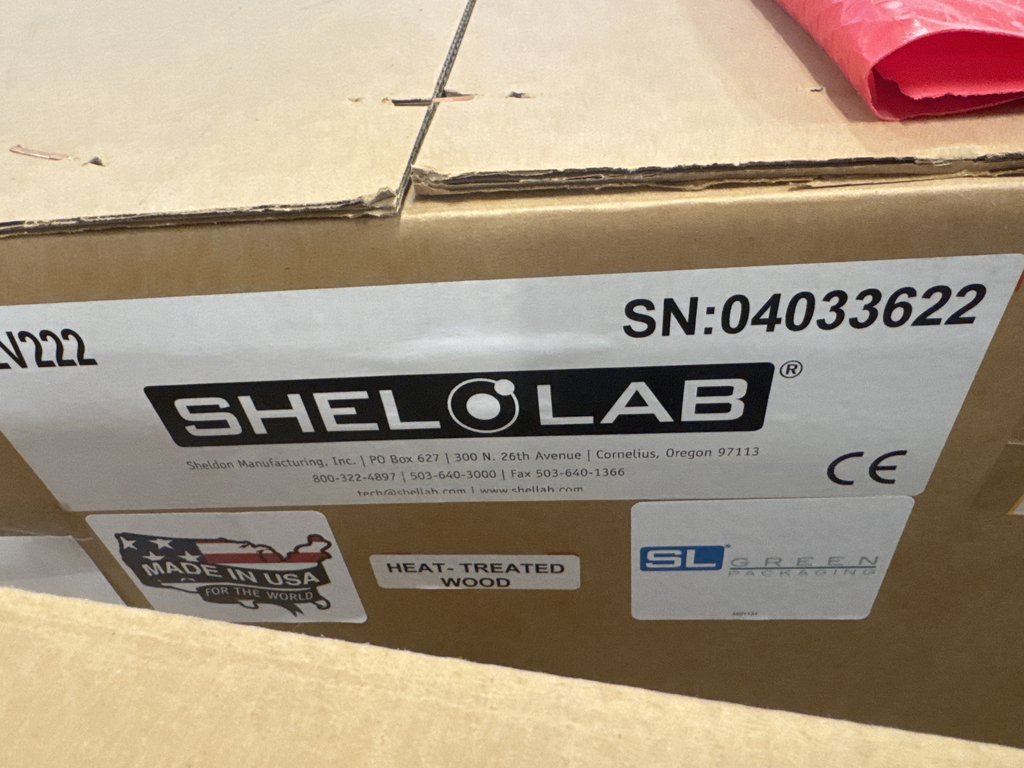 SN:04033622
V222
SHEL LAB®
Sheldon Manufacturing, Inc. | PO Box 627 | 300 N. 26th Avenue | Cornelius, Oregon 97113
800-322-4897 | 503-640-3000 | Fax 503-640-1366
tech@shellab.com | www.shellab.com
CE
MADE IN USA
FOR THE WORLD
HEAT-TREATED
WOOD
SL GREEN
PACKAGING